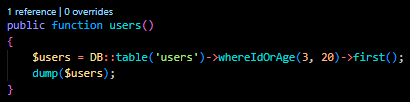 1 reference | 0 overrides
public function users()
{
    $users = DB::table('users')->whereIdOrAge(3, 20)->first();
    dump($users);
}